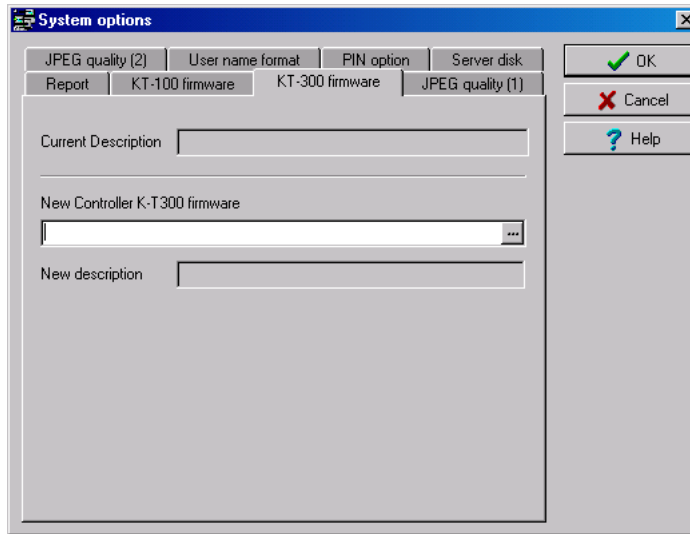 System options
JPEG quality (2) User name format PIN option Server disk
Report KT-100 firmware KT-300 firmware JPEG quality (1)
OK
Cancel
Help
Current Description
New Controller K-T300 firmware
...
New description